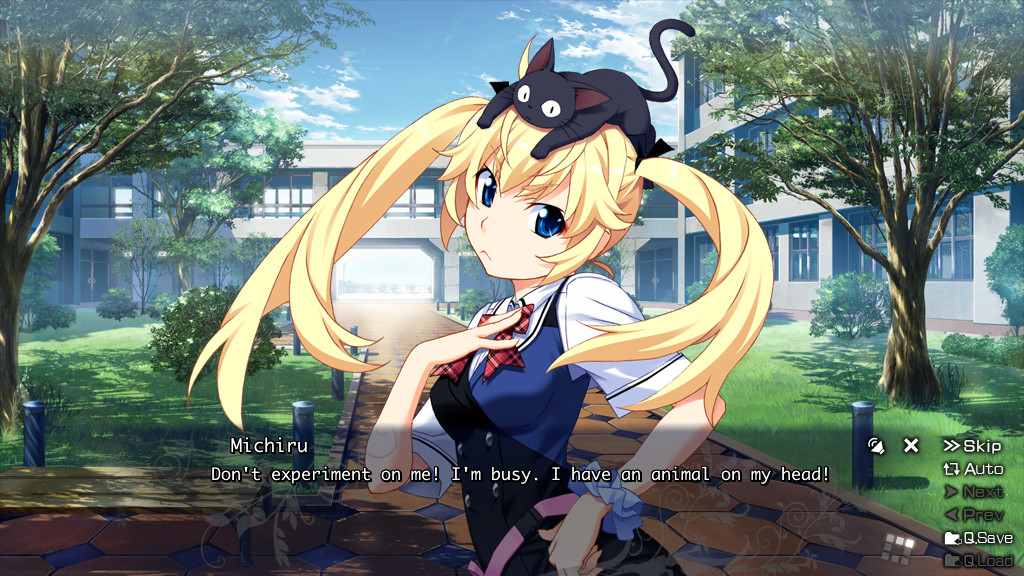 Michiru
Don't experiment on me! I'm busy. I have an animal on my head!
Skip
Auto
Next
Prev
Q.Save
Q.Load